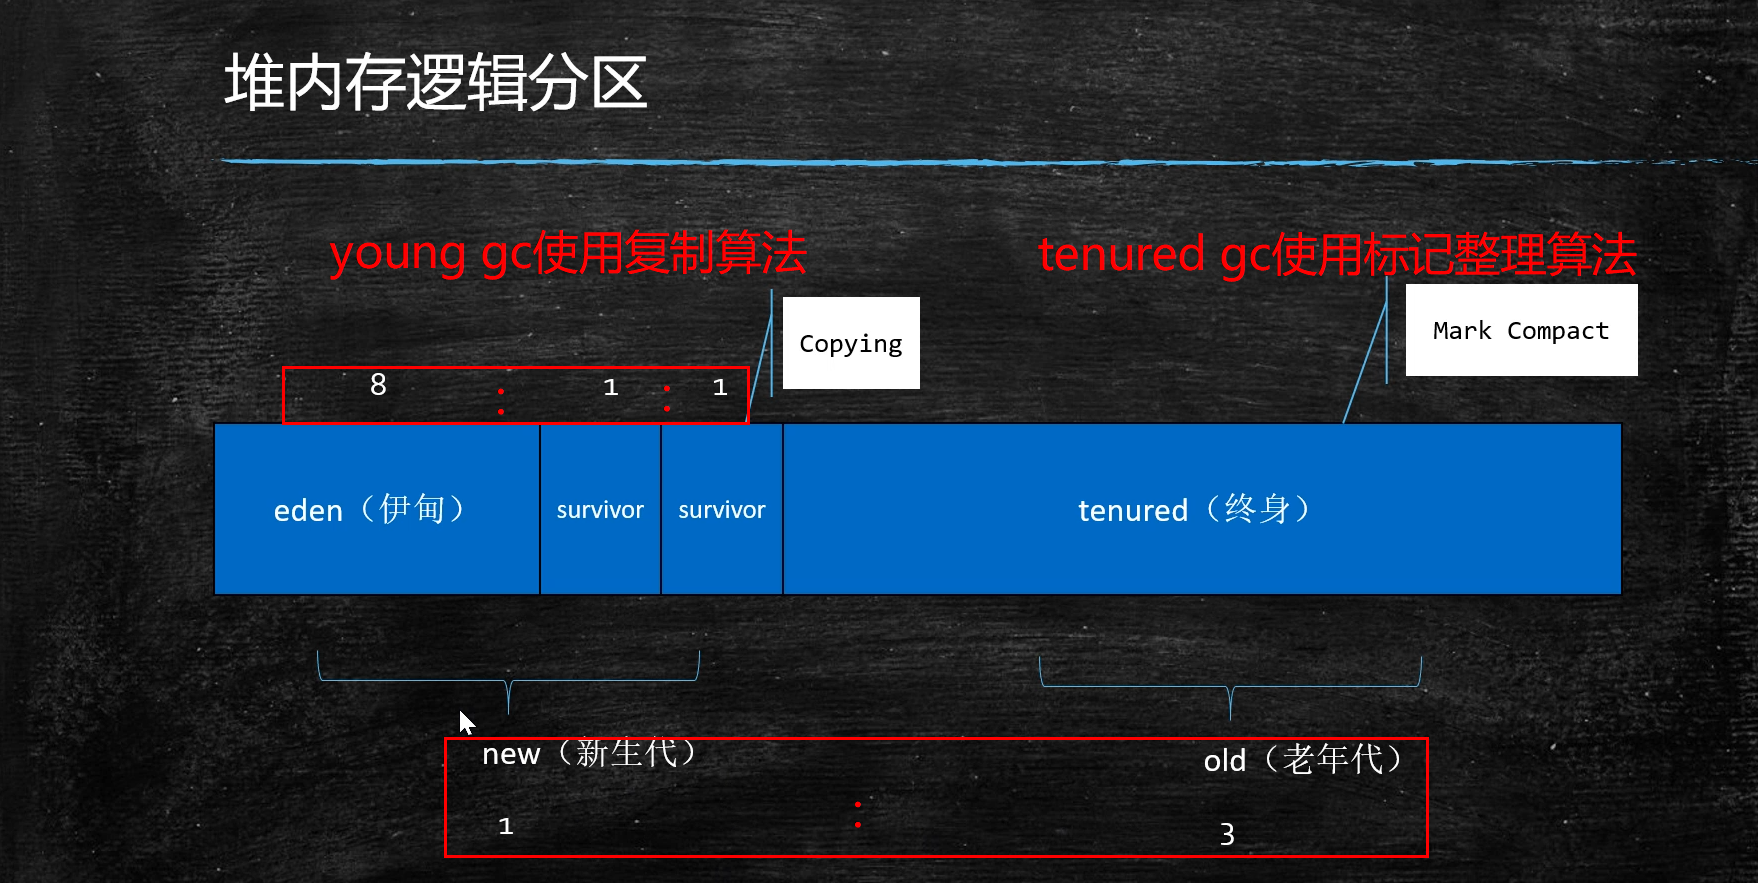 堆内存逻辑分区
young gc使用复制算法
tenured gc使用标记整理算法
Copying
Mark Compact
8 : 1 : 1
eden（伊甸）
survivor
survivor
tenured（终身）
new（新生代）
old（老年代）
1 : 3